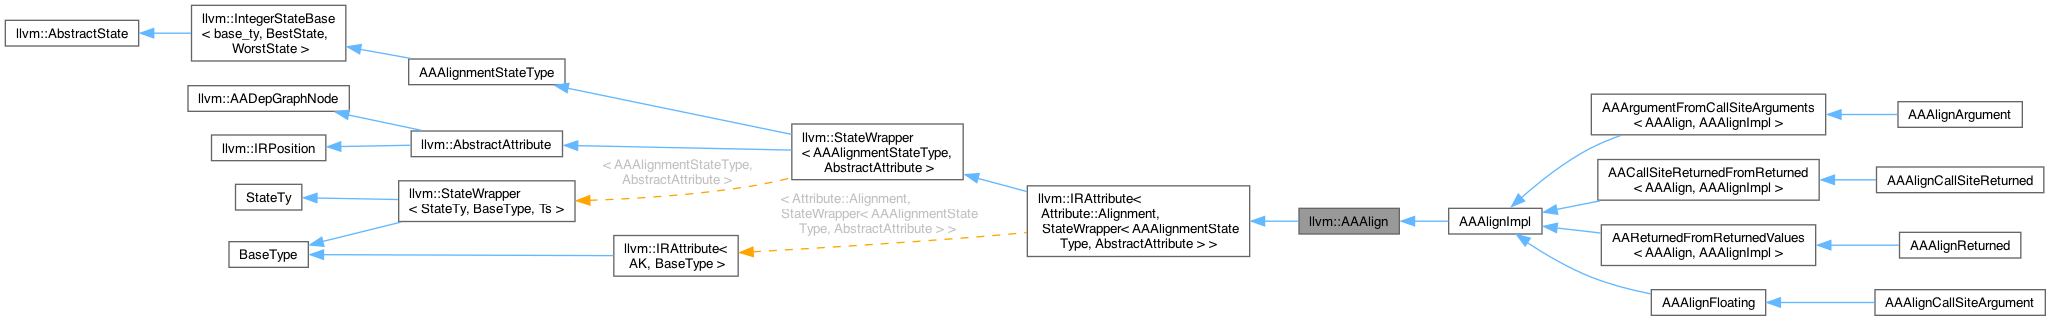 llvm::AbstractState
llvm::IntegerStateBase
< base_ty, BestState,
WorstState >
AAAlignmentStateType
llvm::AADepGraphNode
llvm::IRPosition
llvm::AbstractAttribute
StateTy
BaseType
llvm::StateWrapper
< StateTy, BaseType, Ts >
llvm::IRAttribute<
AK, BaseType >
< AAAlignmentStateType,
AbstractAttribute >
llvm::StateWrapper
< AAAlignmentStateType,
AbstractAttribute >
< Attribute::Alignment,
StateWrapper< AAAlignmentState
Type, AbstractAttribute > >
llvm::IRAttribute<
Attribute::Alignment,
StateWrapper< AAAlignmentState
Type, AbstractAttribute > >
llvm::AAAlign
AAAlignImpl
AAArgumentFromCallSiteArguments
< AAAlign, AAAlignImpl >
AAAlignArgument
AACallSiteReturnedFromReturned
< AAAlign, AAAlignImpl >
AAAlignCallSiteReturned
AAReturnedFromReturnedValues
< AAAlign, AAAlignImpl >
AAAlignReturned
AAAlignFloating
AAAlignCallSiteArgument